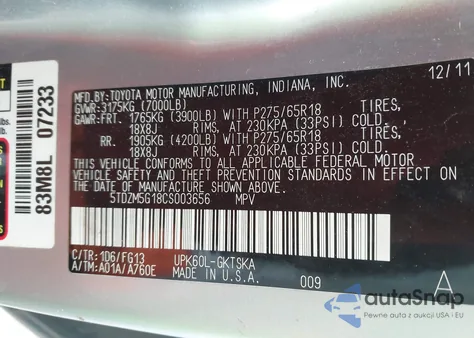 MFD.BY:TOYOTA MOTOR MANUFACTURING, INDIANA, INC. 12/11
GVWR:3175KG (7000LB)
GAWR:FRT. 1765KG (3900LB) WITH P275/65R18 TIRES,
18X8J RIMS, AT 230KPA (33PSI) COLD.
RR. 1905KG (4200LB) WITH P275/65R18 TIRES,
18X8J RIMS, AT 230KPA (33PSI) COLD.
THIS VEHICLE CONFORMS TO ALL APPLICABLE FEDERAL MOTOR
VEHICLE SAFETY AND THEFT PREVENTION STANDARDS IN EFFECT ON
THE DATE OF MANUFACTURE SHOWN ABOVE.
5TDZM5G18CS003656 MPV
C/TR:1D6/FG13 UPK60L-GKTSKA
A/TM:A01A/A760E MADE IN U.S.A. 009 A
83M8L 07233
lbs.
autoSnap
Pewne auta z aukcji USA i EU